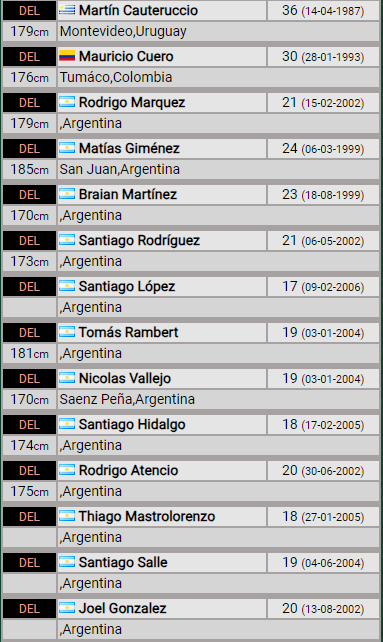 DEL Martín Cauteruccio 36 (14-04-1987)
179cm Montevideo,Uruguay
DEL Mauricio Cuero 30 (28-01-1993)
176cm Tumáco,Colombia
DEL Rodrigo Marquez 21 (15-02-2002)
179cm ,Argentina
DEL Matías Giménez 24 (06-03-1999)
185cm San Juan,Argentina
DEL Braian Martínez 23 (18-08-1999)
170cm ,Argentina
DEL Santiago Rodríguez 21 (06-05-2002)
173cm ,Argentina
DEL Santiago López 17 (09-02-2006)
,Argentina
DEL Tomás Rambert 19 (03-01-2004)
181cm ,Argentina
DEL Nicolas Vallejo 19 (03-01-2004)
170cm Saenz Peña,Argentina
DEL Santiago Hidalgo 18 (17-02-2005)
174cm ,Argentina
DEL Rodrigo Atencio 20 (30-06-2002)
175cm ,Argentina
DEL Thiago Mastrolorenzo 18 (27-01-2005)
,Argentina
DEL Santiago Salle 19 (04-06-2004)
,Argentina
DEL Joel Gonzalez 20 (13-08-2002)
,Argentina